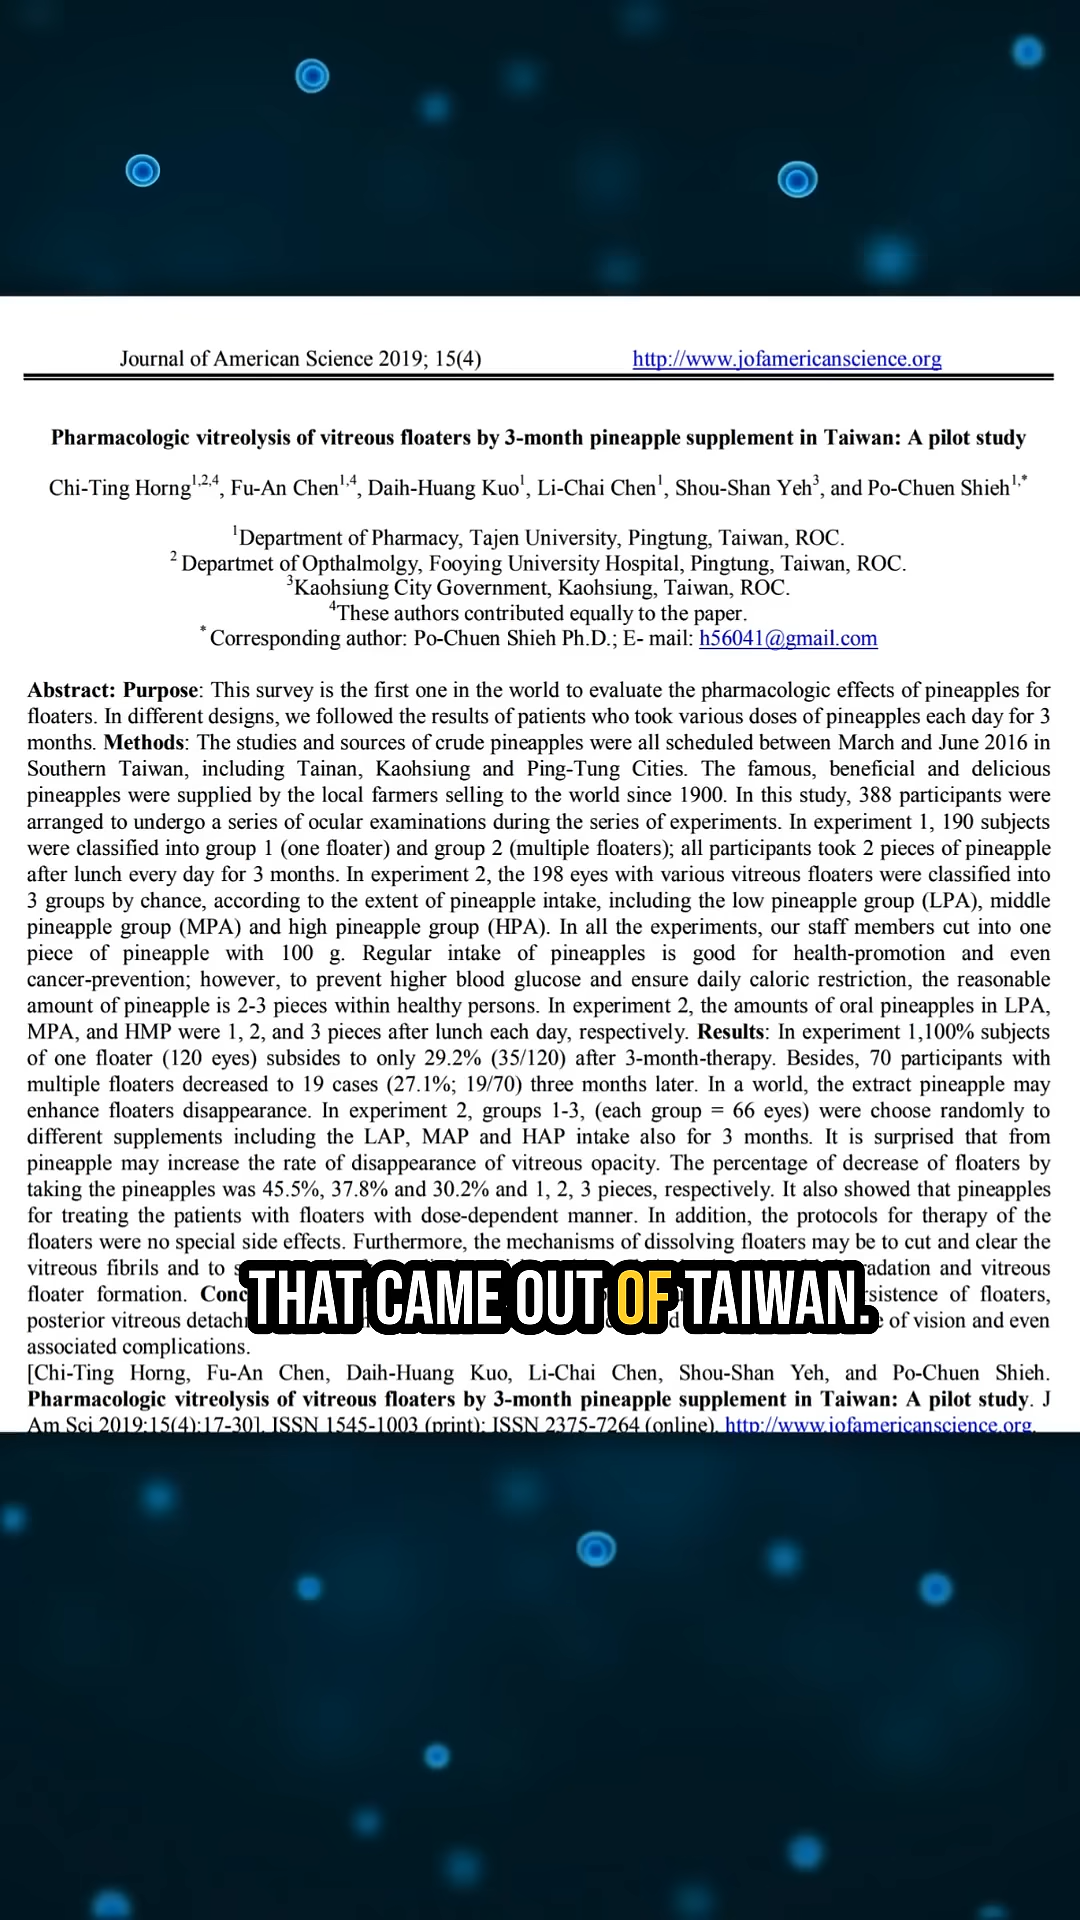 Journal of American Science 2019; 15(4) http://www.jofamericanscience.org
Pharmacologic vitreolysis of vitreous floaters by 3-month pineapple supplement in Taiwan: A pilot study
Chi-Ting Horng1,2,4, Fu-An Chen1,4, Daih-Huang Kuo1, Li-Chai Chen1, Shou-Shan Yeh3, and Po-Chuen Shieh1,*
1Department of Pharmacy, Tajen University, Pingtung, Taiwan, ROC.
2 Departmet of Opthalmolgy, Fooying University Hospital, Pingtung, Taiwan, ROC.
3Kaohsiung City Government, Kaohsiung, Taiwan, ROC.
4These authors contributed equally to the paper.
* Corresponding author: Po-Chuen Shieh Ph.D.; E- mail: h56041@gmail.com
Abstract: Purpose: This survey is the first one in the world to evaluate the pharmacologic effects of pineapples for
floaters. In different designs, we followed the results of patients who took various doses of pineapples each day for 3
months. Methods: The studies and sources of crude pineapples were all scheduled between March and June 2016 in
Southern Taiwan, including Tainan, Kaohsiung and Ping-Tung Cities. The famous, beneficial and delicious
pineapples were supplied by the local farmers selling to the world since 1900. In this study, 388 participants were
arranged to undergo a series of ocular examinations during the series of experiments. In experiment 1, 190 subjects
were classified into group 1 (one floater) and group 2 (multiple floaters); all participants took 2 pieces of pineapple
after lunch every day for 3 months. In experiment 2, the 198 eyes with various vitreous floaters were classified into
3 groups by chance, according to the extent of pineapple intake, including the low pineapple group (LPA), middle
pineapple group (MPA) and high pineapple group (HPA). In all the experiments, our staff members cut into one
piece of pineapple with 100 g. Regular intake of pineapples is good for health-promotion and even
cancer-prevention; however, to prevent higher blood glucose and ensure daily caloric restriction, the reasonable
amount of pineapple is 2-3 pieces within healthy persons. In experiment 2, the amounts of oral pineapples in LPA,
MPA, and HMP were 1, 2, and 3 pieces after lunch each day, respectively. Results: In experiment 1,100% subjects
of one floater (120 eyes) subsides to only 29.2% (35/120) after 3-month-therapy. Besides, 70 participants with
multiple floaters decreased to 19 cases (27.1%; 19/70) three months later. In a world, the extract pineapple may
enhance floaters disappearance. In experiment 2, groups 1-3, (each group = 66 eyes) were choose randomly to
different supplements including the LAP, MAP and HAP intake also for 3 months. It is surprised that from
pineapple may increase the rate of disappearance of vitreous opacity. The percentage of decrease of floaters by
taking the pineapples was 45.5%, 37.8% and 30.2% and 1, 2, 3 pieces, respectively. It also showed that pineapples
for treating the patients with floaters with dose-dependent manner. In addition, the protocols for therapy of the
floaters were no special side effects. Furthermore, the mechanisms of dissolving floaters may be to cut and clear the
vitreous fibrils and to and vitreous
floater formation. of floaters,
posterior vitreous of vision and even
THAT CAME OUT OF TAIWAN.
associated complications.
[Chi-Ting Horng, Fu-An Chen, Daih-Huang Kuo, Li-Chai Chen, Shou-Shan Yeh, and Po-Chuen Shieh.
Pharmacologic vitreolysis of vitreous floaters by 3-month pineapple supplement in Taiwan: A pilot study. J
Am Sci 2019;15(4):17-30]. ISSN 1545-1003 (print); ISSN 2375-7264 (online). http://www.jofamericanscience.org.